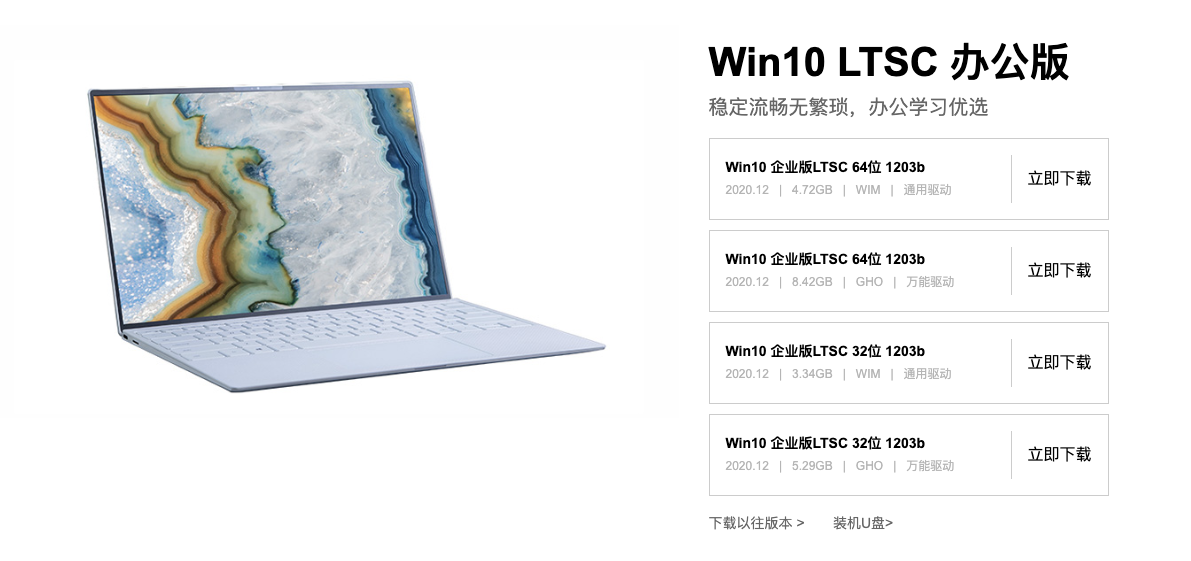 Win10 LTSC 办公版
稳定流畅无繁琐，办公学习优选
Win10 企业版LTSC 64位 1203b
2020.12 | 4.72GB | WIM | 通用驱动
立即下载
Win10 企业版LTSC 64位 1203b
2020.12 | 8.42GB | GHO | 万能驱动
立即下载
Win10 企业版LTSC 32位 1203b
2020.12 | 3.34GB | WIM | 通用驱动
立即下载
Win10 企业版LTSC 32位 1203b
2020.12 | 5.29GB | GHO | 万能驱动
立即下载
下载以往版本 > 装机U盘>